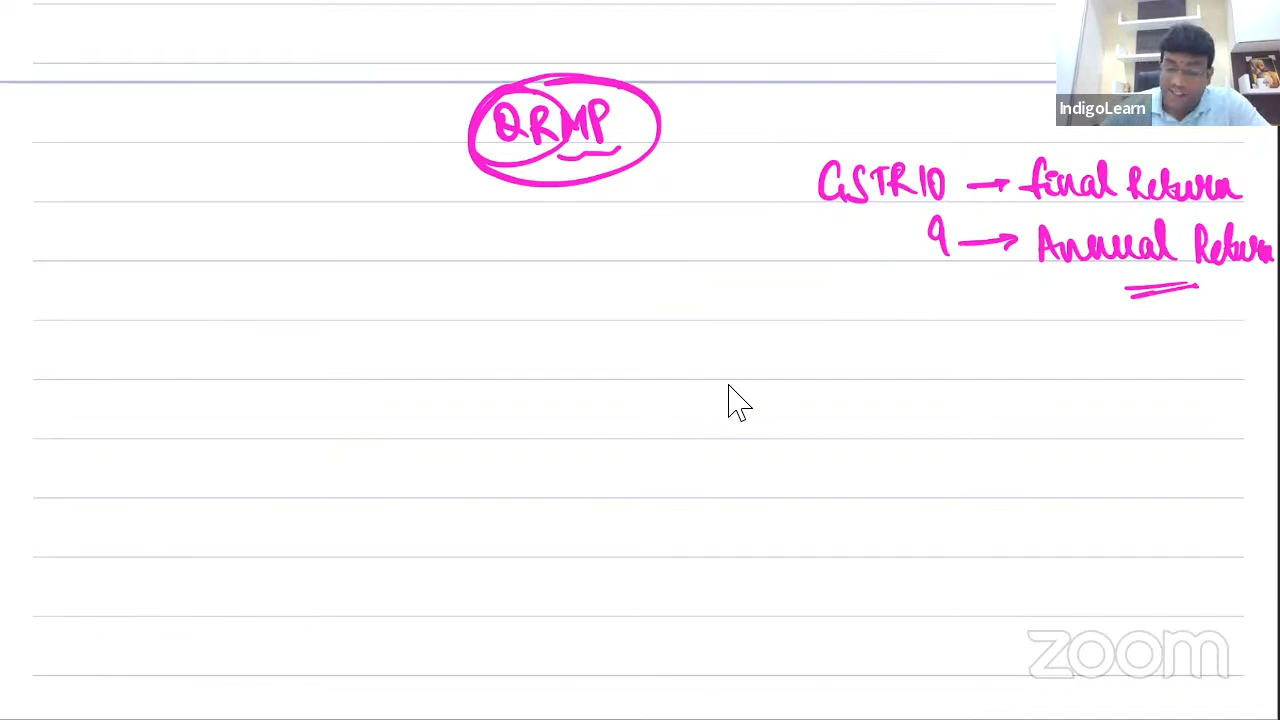 IndigoLearn
QRMP
GSTR10 → Final Return
9 → Annual Return
zoom